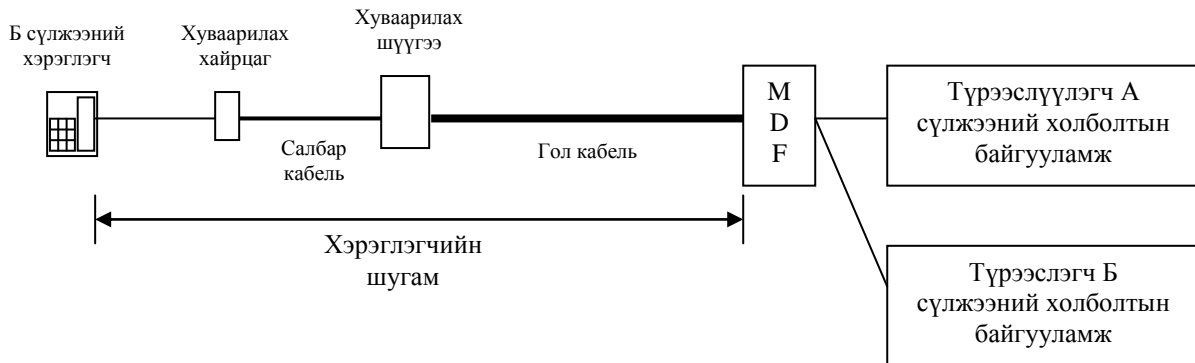 Б сүлжээний
хэрэглэгч
Хуваарилах
хайрцаг
Хуваарилах
шүүгээ
Салбар
кабель
Гол кабель
M
D
F
Түрээслүүлэгч А
сүлжээний холболтын
байгууламж
Хэрэглэгчийн
шугам
Түрээслэгч Б
сүлжээний холболтын
байгууламж